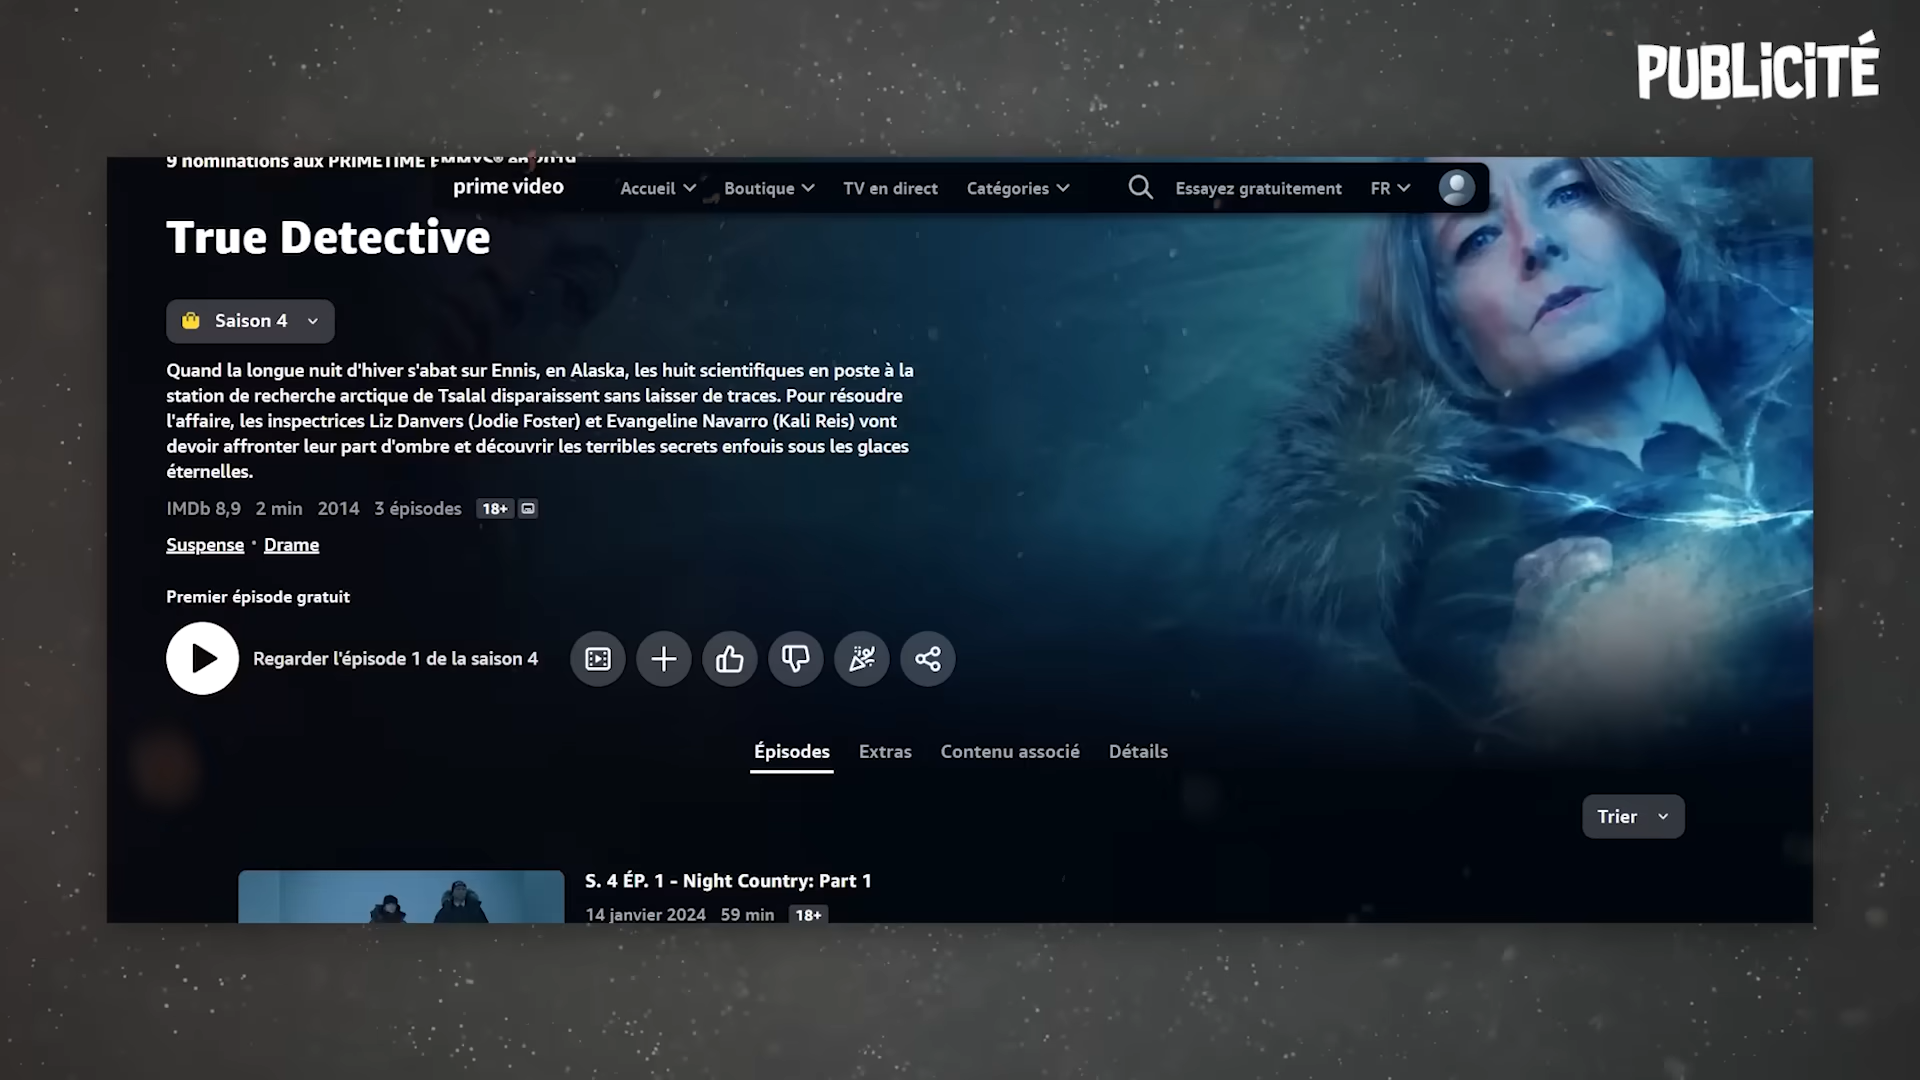 PUBLICITÉ
9 nominations aux PRIMETIME EMMYS® en 2019
prime video
Accueil
Boutique
TV en direct
Catégories
Essayez gratuitement
FR
True Detective
Saison 4
Quand la longue nuit d'hiver s'abat sur Ennis, en Alaska, les huit scientifiques en poste à la
station de recherche arctique de Tsalal disparaissent sans laisser de traces. Pour résoudre
l'affaire, les inspectrices Liz Danvers (Jodie Foster) et Evangeline Navarro (Kali Reis) vont
devoir affronter leur part d'ombre et découvrir les terribles secrets enfouis sous les glaces
éternelles.
IMDb 8,9 2 min 2014 3 épisodes 18+
Suspense · Drame
Premier épisode gratuit
Regarder l'épisode 1 de la saison 4
Épisodes
Extras
Contenu associé
Détails
Trier
S. 4 ÉP. 1 - Night Country: Part 1
14 janvier 2024 59 min 18+